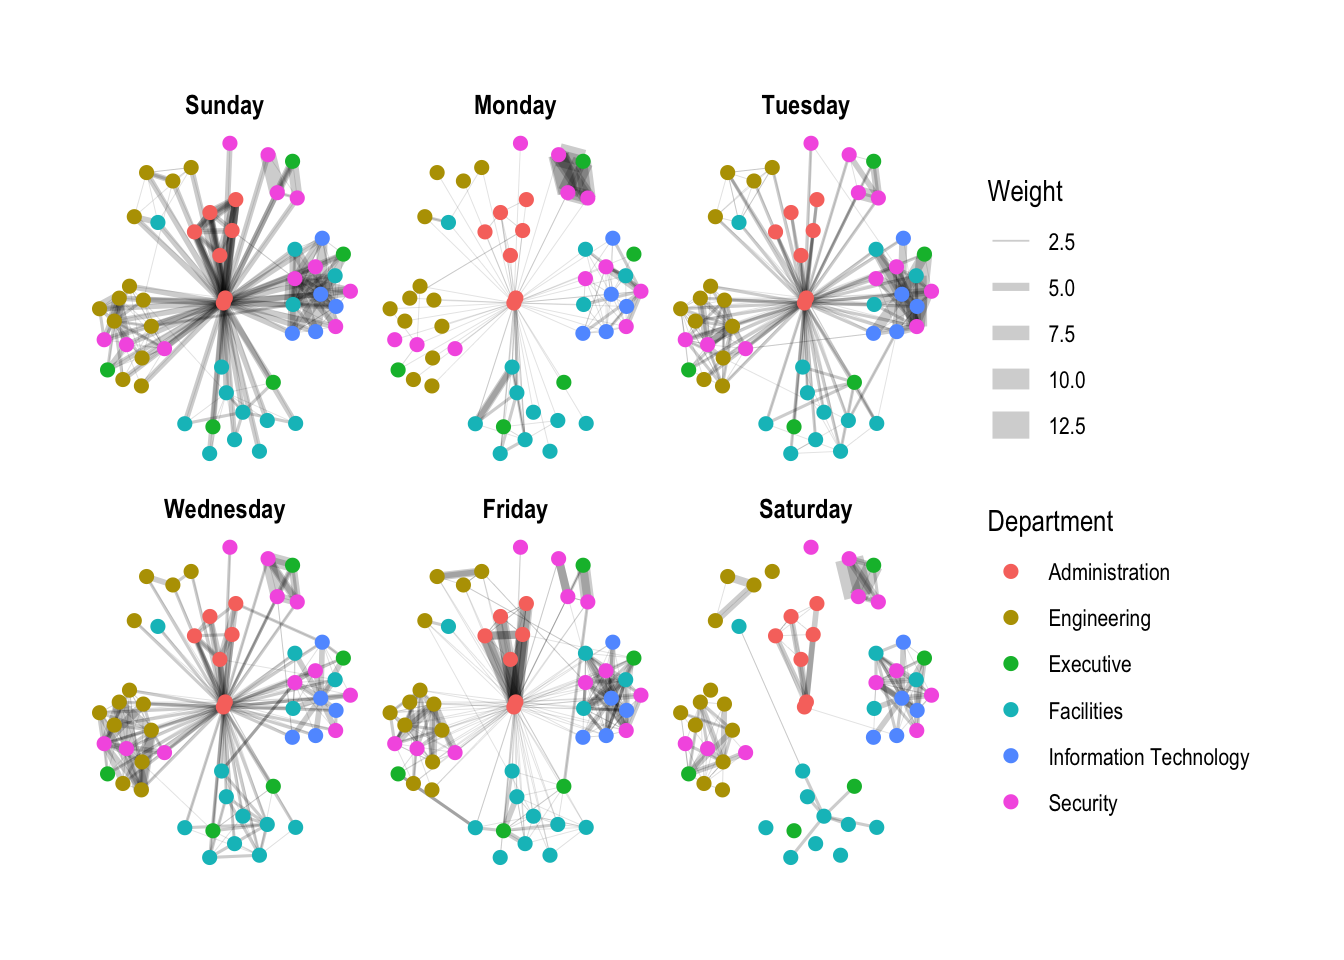 Sunday
Monday
Tuesday
Weight
2.5
5.0
7.5
10.0
12.5
Wednesday
Friday
Saturday
Department
Administration
Engineering
Executive
Facilities
Information Technology
Security